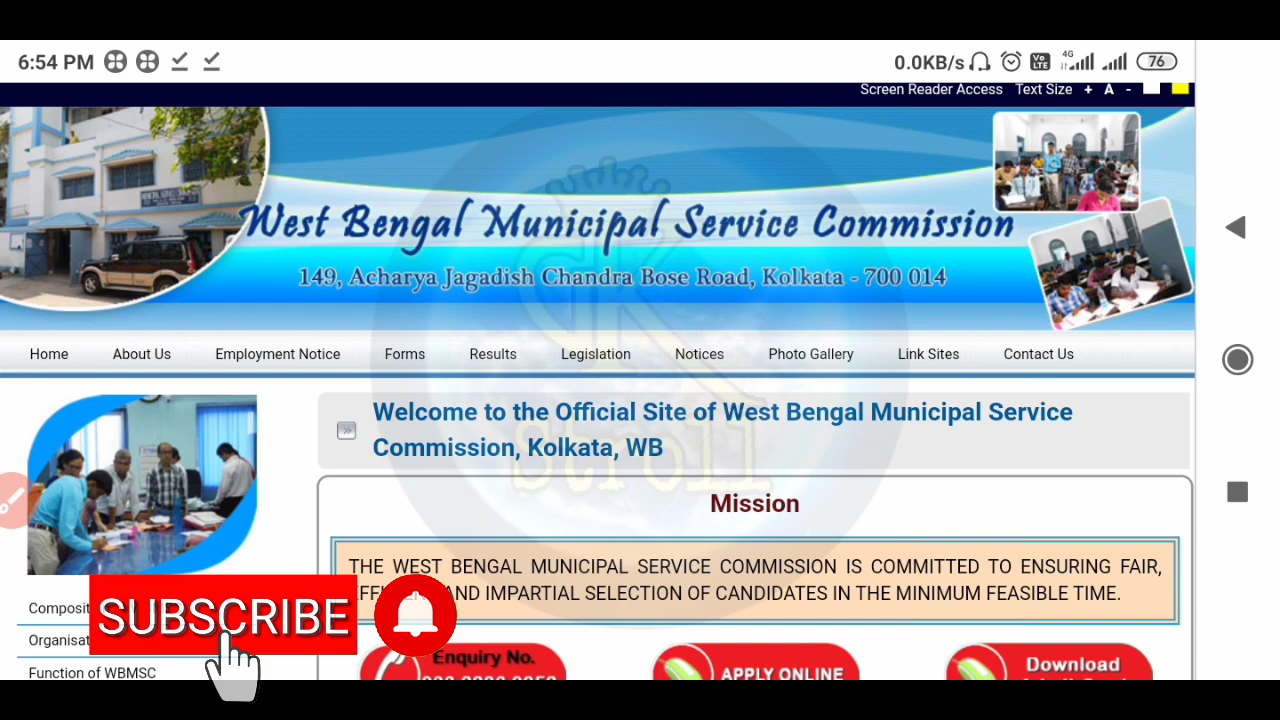 6:54 PM 0.0KB/s Vo LTE 4G 76
Screen Reader Access Text Size + A -
West Bengal Municipal Service Commission
149, Acharya Jagadish Chandra Bose Road, Kolkata - 700 014
Home About Us Employment Notice Forms Results Legislation Notices Photo Gallery Link Sites Contact Us
Welcome to the Official Site of West Bengal Municipal Service
Commission, Kolkata, WB
Stroll
Mission
THE WEST BENGAL MUNICIPAL SERVICE COMMISSION IS COMMITTED TO ENSURING FAIR,
AND IMPARTIAL SELECTION OF CANDIDATES IN THE MINIMUM FEASIBLE TIME.
SUBSCRIBE
Function of WBMSC
Enquiry No.
APPLY ONLINE
Download